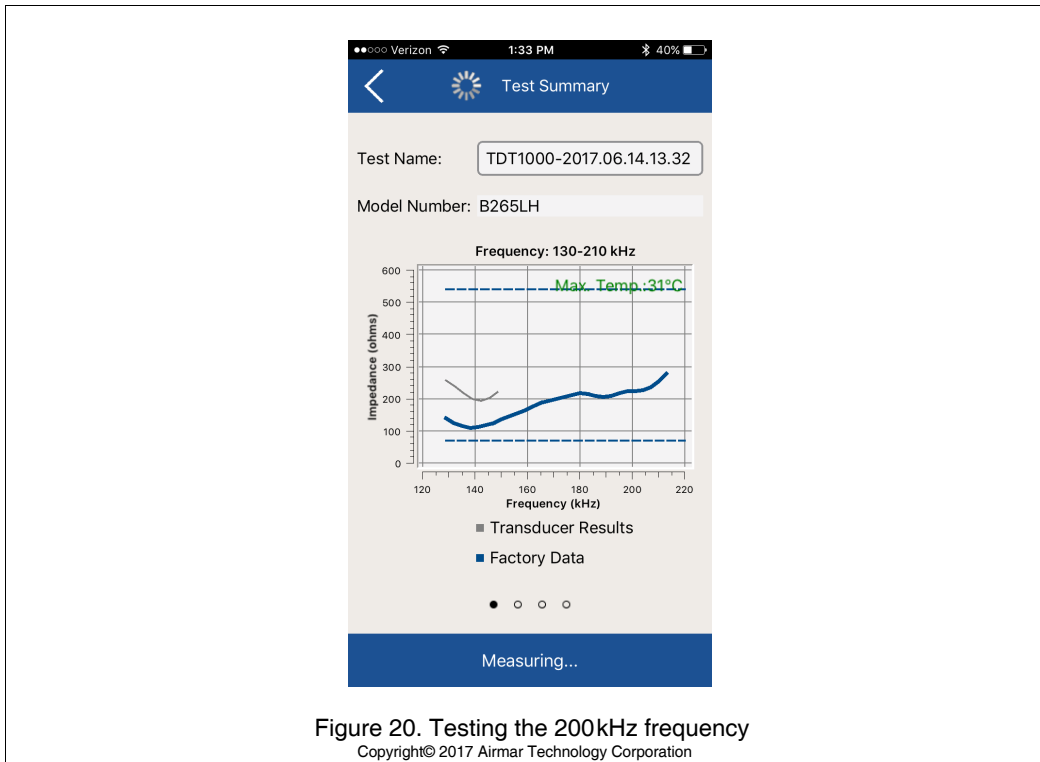 Verizon 1:33 PM 40%
Test Summary
Test Name: TDT1000-2017.06.14.13.32
Model Number: B265LH
Frequency: 130-210 kHz
Max. Temp.:31°C
Impedance (ohms)
600
500
400
300
200
100
0
120 140 160 180 200 220
Frequency (kHz)
Transducer Results
Factory Data
Measuring...
Figure 20. Testing the 200kHz frequency
Copyright© 2017 Airmar Technology Corporation